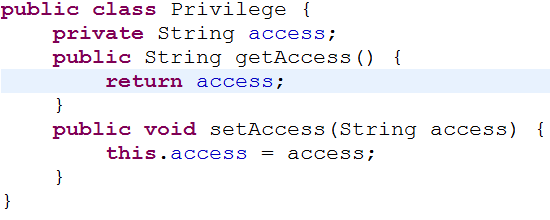 public class Privilege {
    private String access;
    public String getAccess() {
        return access;
    }
    public void setAccess(String access) {
        this.access = access;
    }
}